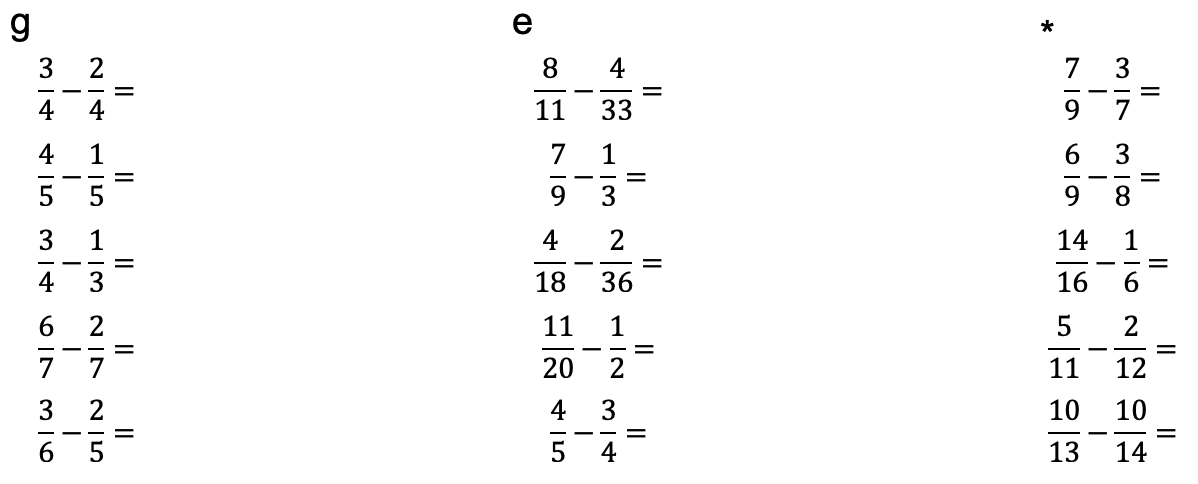 g
3/4 − 2/4 =
4/5 − 1/5 =
3/4 − 1/3 =
6/7 − 2/7 =
3/6 − 2/5 =
e
8/11 − 4/33 =
7/9 − 1/3 =
4/18 − 2/36 =
11/20 − 1/2 =
4/5 − 3/4 =
*
7/9 − 3/7 =
6/9 − 3/8 =
14/16 − 1/6 =
5/11 − 2/12 =
10/13 − 10/14 =